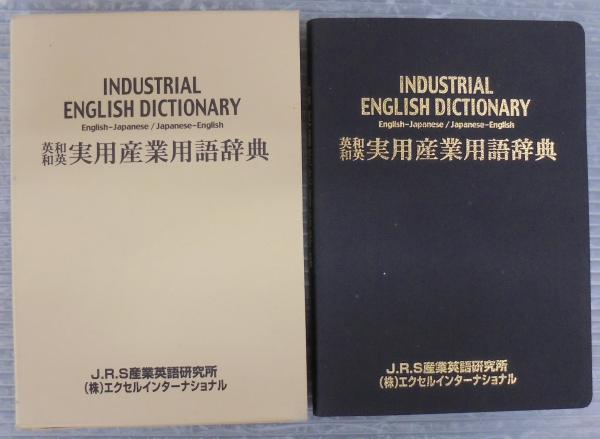 INDUSTRIAL
ENGLISH DICTIONARY
English-Japanese / Japanese-English
英和和英 実用産業用語辞典
J.R.S産業英語研究所
(株)エクセルインターナショナル
INDUSTRIAL
ENGLISH DICTIONARY
English-Japanese / Japanese-English
英和和英 実用産業用語辞典
J.R.S産業英語研究所
(株)エクセルインターナショナル